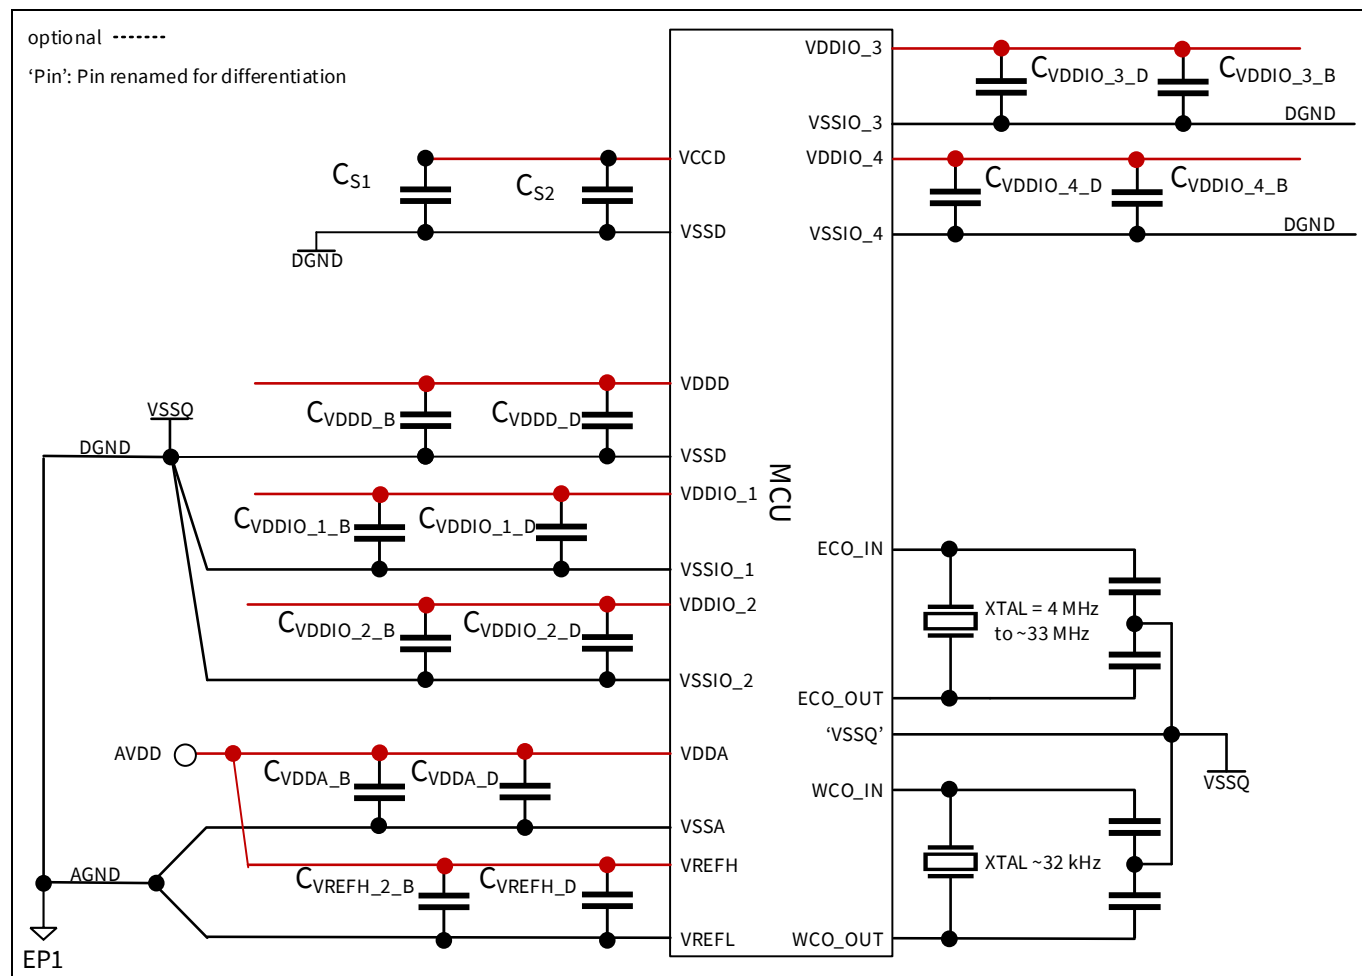 optional ------
‘Pin’: Pin renamed for differentiation
VDDIO_3
CVDDIO_3_D
CVDDIO_3_B
VSSIO_3
DGND
VCCD
VDDIO_4
CS1
CS2
CVDDIO_4_D
CVDDIO_4_B
VSSD
VSSIO_4
DGND
DGND
VDDD
VSSQ
CVDDD_B
CVDDD_D
DGND
VSSD
MCU
VDDIO_1
CVDDIO_1_B
CVDDIO_1_D
ECO_IN
VSSIO_1
VDDIO_2
XTAL = 4 MHz
to ~33 MHz
CVDDIO_2_B
CVDDIO_2_D
VSSIO_2
ECO_OUT
‘VSSQ’
AVDD
VDDA
CVDDA_B
CVDDA_D
VSSQ
WCO_IN
VSSA
AGND
VREFH
XTAL ~32 kHz
CVREFH_2_B
CVREFH_D
VREFL
WCO_OUT
EP1